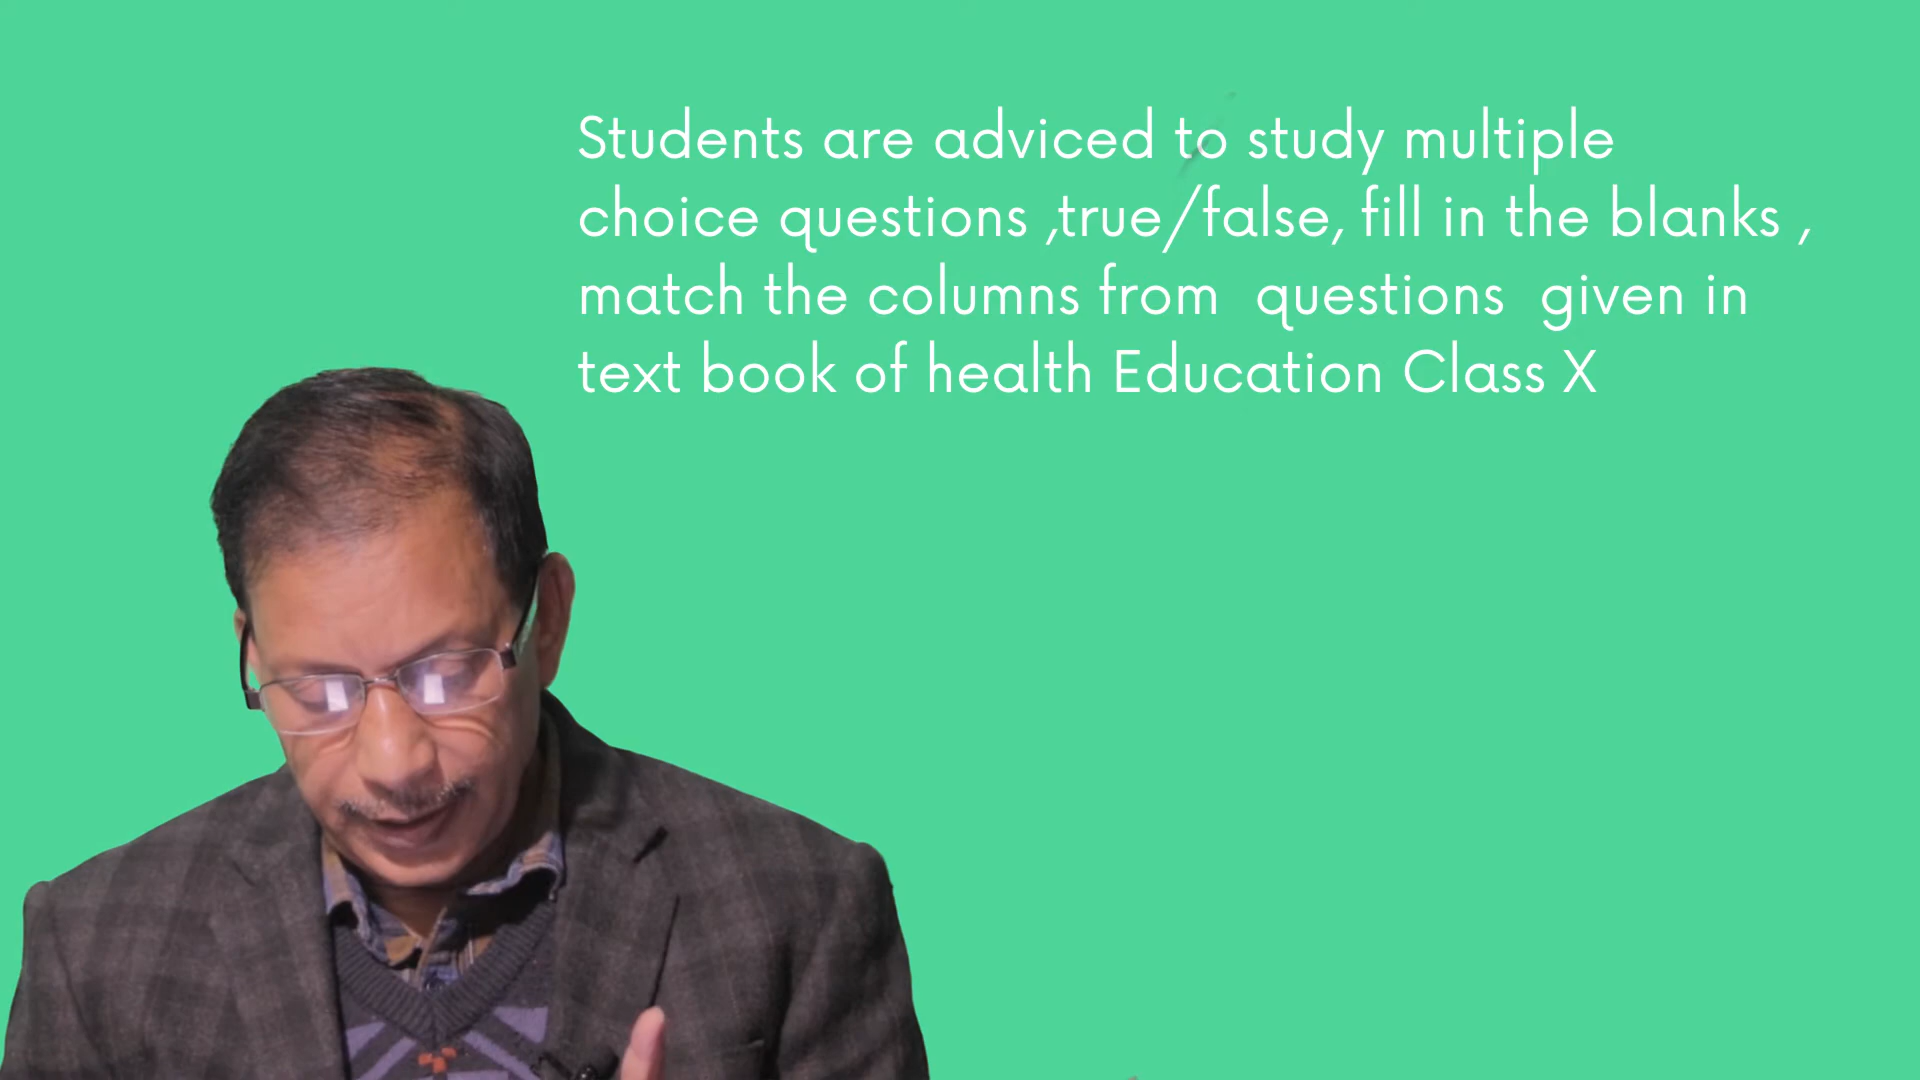 Students are adviced to study multiple
choice questions ,true/false, fill in the blanks ,
match the columns from  questions  given in
text book of health Education Class X